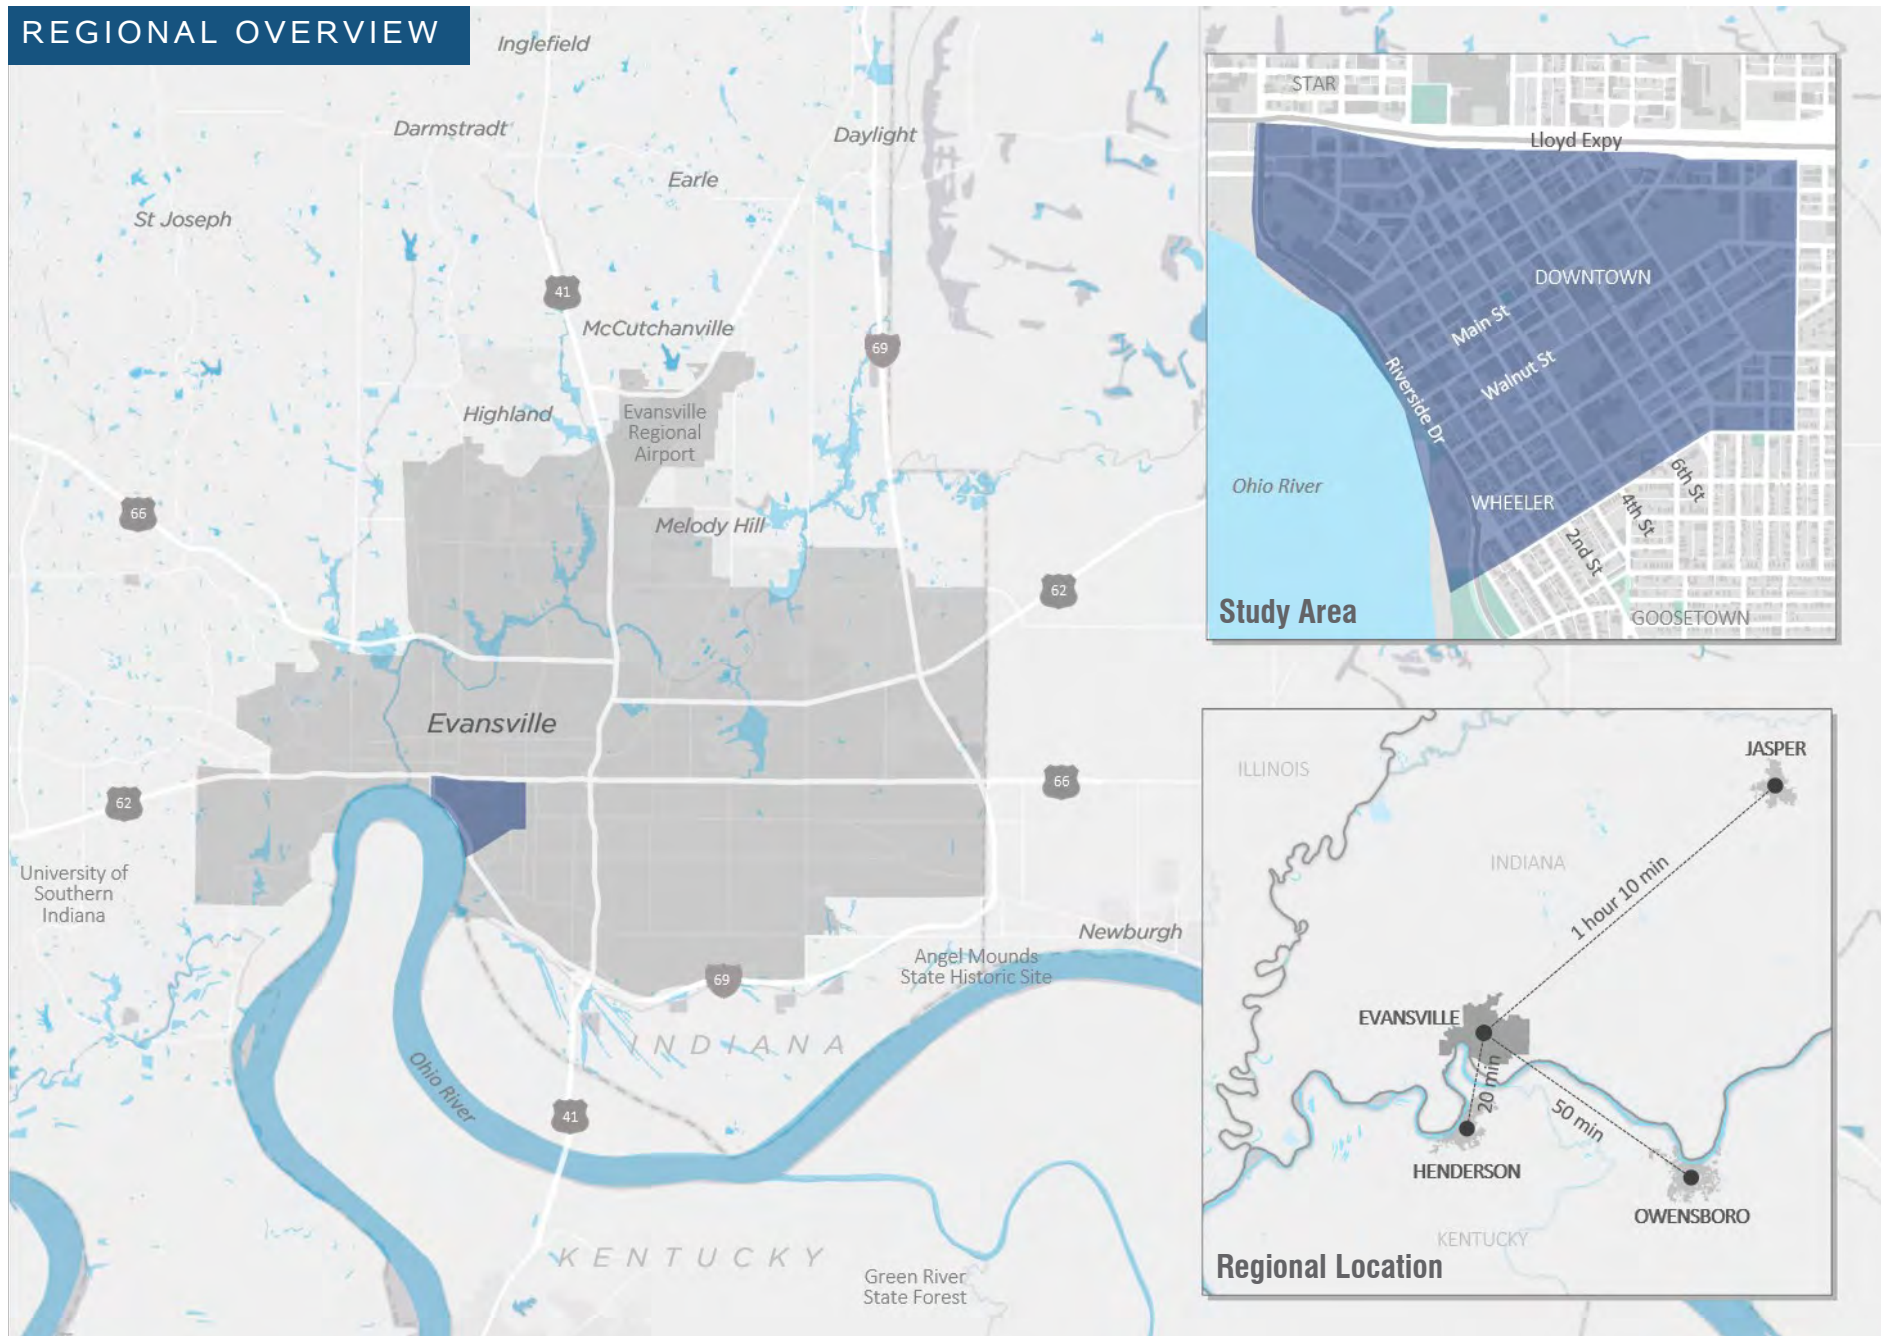 REGIONAL OVERVIEW
Inglefield
Darmstradt
Daylight
Earle
St Joseph
41
McCutchanville
69
Highland
Evansville
Regional
Airport
66
Melody Hill
62
Evansville
62
66
University of
Southern
Indiana
Newburgh
Angel Mounds
State Historic Site
69
INDIANA
Ohio River
41
KENTUCKY
Green River
State Forest
STAR
Lloyd Expy
DOWNTOWN
Main St
Walnut St
Riverside Dr
Ohio River
WHEELER
6th St
4th St
2nd St
GOOSETOWN
Study Area
JASPER
ILLINOIS
INDIANA
1 hour 10 min
EVANSVILLE
20 min
50 min
HENDERSON
OWENSBORO
KENTUCKY
Regional Location